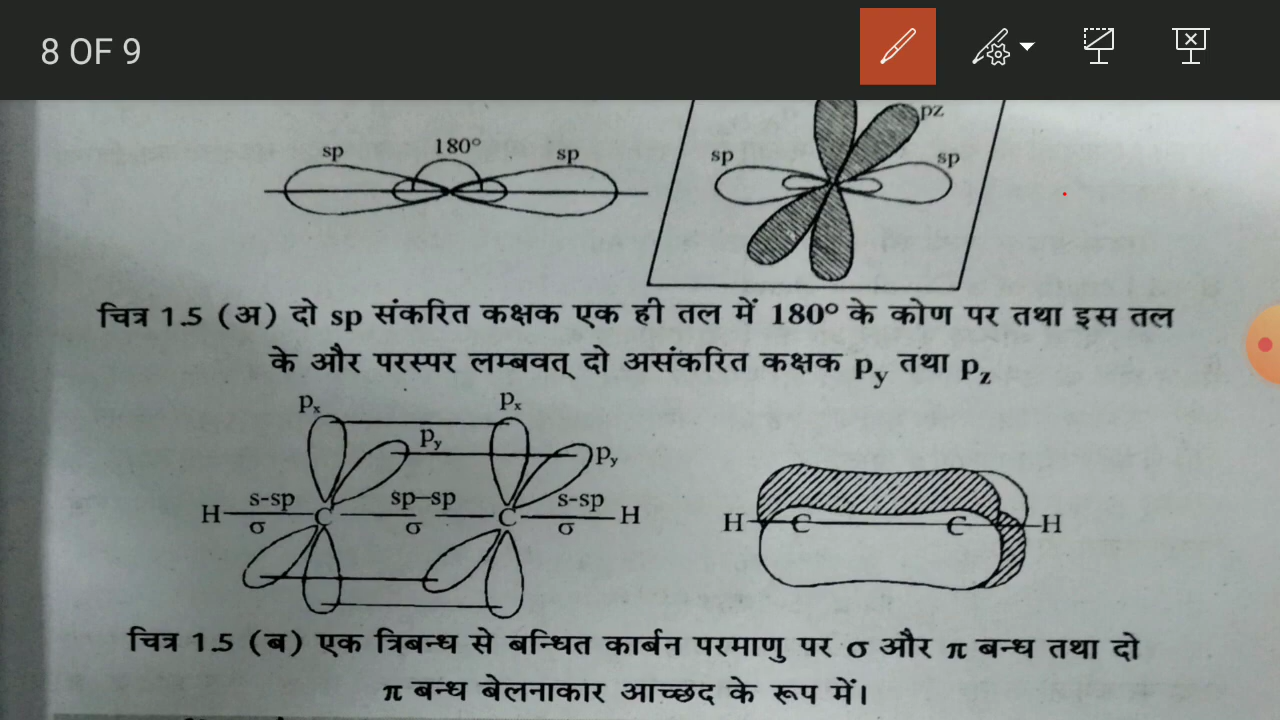 8 OF 9
sp 180° sp
pz
sp sp
चित्र 1.5 (अ) दो sp संकरित कक्षक एक ही तल में 180° के कोण पर तथा इस तल
के और परस्पर लम्बवत् दो असंकरित कक्षक py तथा pz
px px
py py
H s-sp σ C sp–sp σ C s-sp σ H
H C C H
चित्र 1.5 (ब) एक त्रिबन्ध से बन्धित कार्बन परमाणु पर σ और π बन्ध तथा दो
π बन्ध बेलनाकार आच्छद के रूप में।